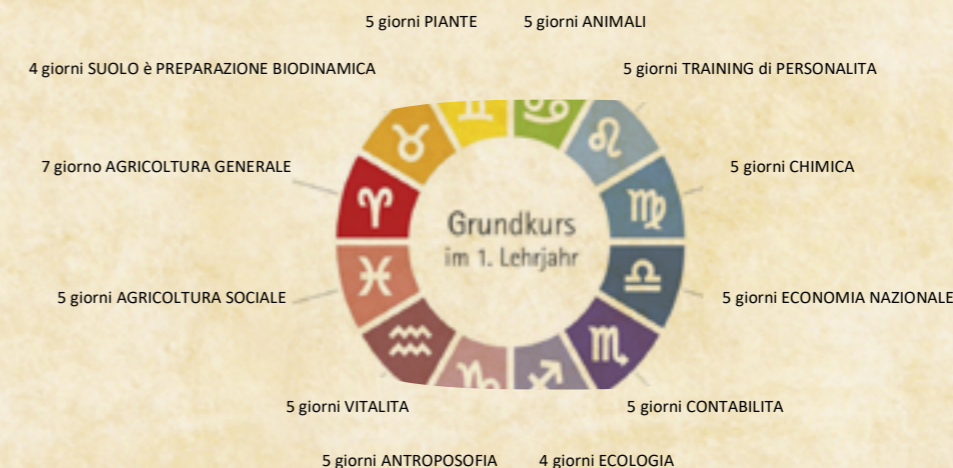 5 giorni PIANTE
5 giorni ANIMALI
4 giorni SUOLO è PREPARAZIONE BIODINAMICA
5 giorni TRAINING di PERSONALITA
7 giorno AGRICOLTURA GENERALE
5 giorni CHIMICA
Grundkurs
im 1. Lehrjahr
5 giorni AGRICOLTURA SOCIALE
5 giorni ECONOMIA NAZIONALE
5 giorni VITALITA
5 giorni CONTABILITA
5 giorni ANTROPOSOFIA
4 giorni ECOLOGIA